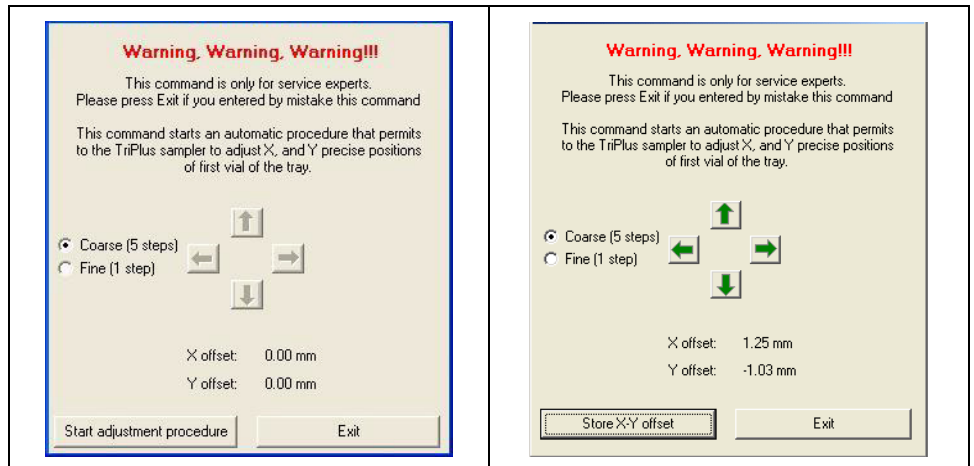 Warning, Warning, Warning!!!
This command is only for service experts.
Please press Exit if you entered by mistake this command
This command starts an automatic procedure that permits
to the TriPlus sampler to adjust X, and Y precise positions
of first vial of the tray.
Coarse (5 steps)
Fine (1 step)
X offset: 0.00 mm
Y offset: 0.00 mm
Start adjustment procedure Exit
Warning, Warning, Warning!!!
This command is only for service experts.
Please press Exit if you entered by mistake this command
This command starts an automatic procedure that permits
to the TriPlus sampler to adjust X, and Y precise positions
of first vial of the tray.
Coarse (5 steps)
Fine (1 step)
X offset: 1.25 mm
Y offset: -1.03 mm
Store X-Y offset Exit